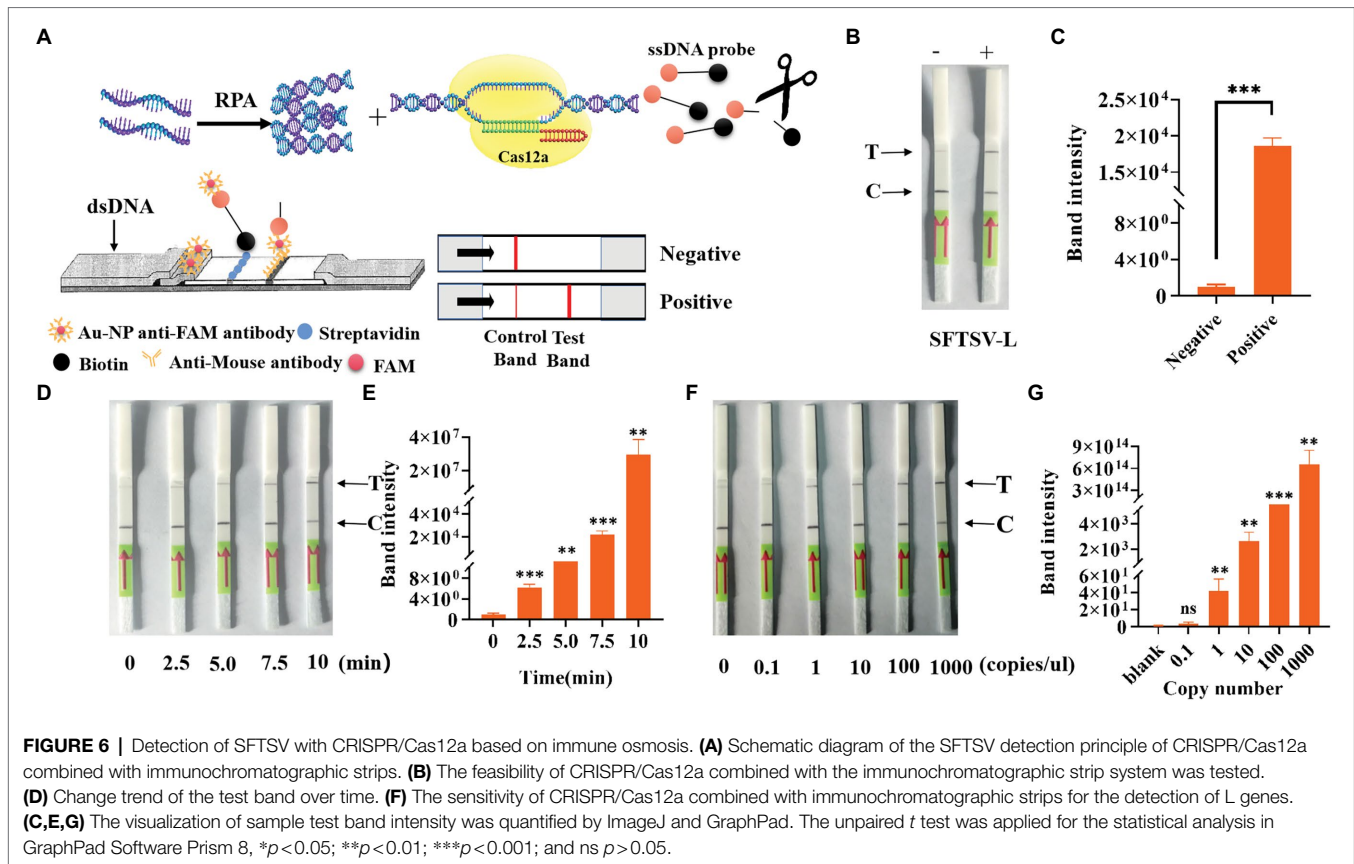 A
RPA
+
Cas12a
ssDNA probe
dsDNA
Negative
Positive
Control Test
Band Band
Au-NP anti-FAM antibody Streptavidin
Biotin Anti-Mouse antibody FAM
B
- +
T
C
SFTSV-L
C
***
Band intensity
2.5×10⁴
2×10⁴
1.5×10⁴
8×10⁰
4×10⁰
0
Negative
Positive
D
T
C
0 2.5 5.0 7.5 10 (min)
E
Band intensity
4×10⁷
2×10⁷
4×10⁴
2×10⁴
8×10⁰
0
*** ** *** **
0 2.5 5.0 7.5 10
Time(min)
F
T
C
0 0.1 1 10 100 1000 (copies/ul)
G
Band intensity
9×10¹⁴
6×10¹⁴
3×10¹⁴
4×10³
2×10³
6×10¹
4×10¹
2×10¹
0
ns ** ** *** **
blank 0.1 1 10 100 1000
Copy number
FIGURE 6 | Detection of SFTSV with CRISPR/Cas12a based on immune osmosis. (A) Schematic diagram of the SFTSV detection principle of CRISPR/Cas12a
combined with immunochromatographic strips. (B) The feasibility of CRISPR/Cas12a combined with the immunochromatographic strip system was tested.
(D) Change trend of the test band over time. (F) The sensitivity of CRISPR/Cas12a combined with immunochromatographic strips for the detection of L genes.
(C,E,G) The visualization of sample test band intensity was quantified by ImageJ and GraphPad. The unpaired t test was applied for the statistical analysis in
GraphPad Software Prism 8, *p<0.05; **p<0.01; ***p<0.001; and ns p>0.05.